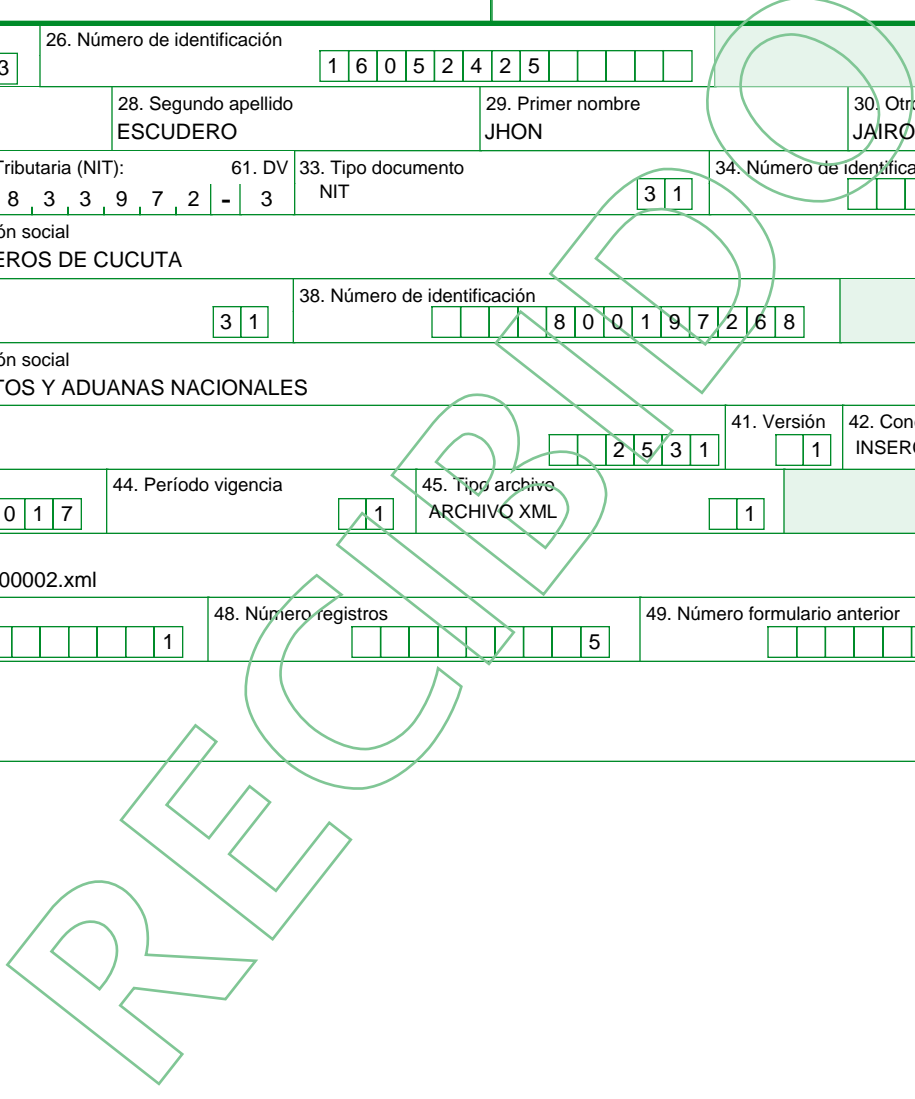 26. Número de identificación
3 1 6 0 5 2 4 2 5
28. Segundo apellido 29. Primer nombre 30. Otro
ESCUDERO JHON JAIRO
Tributaria (NIT): 61. DV 33. Tipo documento 34. Número de identifica
8 3 3 9 7 2 - 3 NIT 3 1
ón social
EROS DE CUCUTA
38. Número de identificación
3 1 8 0 0 1 9 7 2 6 8
ón social
TOS Y ADUANAS NACIONALES
41. Versión 42. Con
2 5 3 1 1 INSER
44. Período vigencia 45. Tipo archivo
0 1 7 1 ARCHIVO XML 1
00002.xml
48. Número registros 49. Número formulario anterior
1 5
RECIBIDO